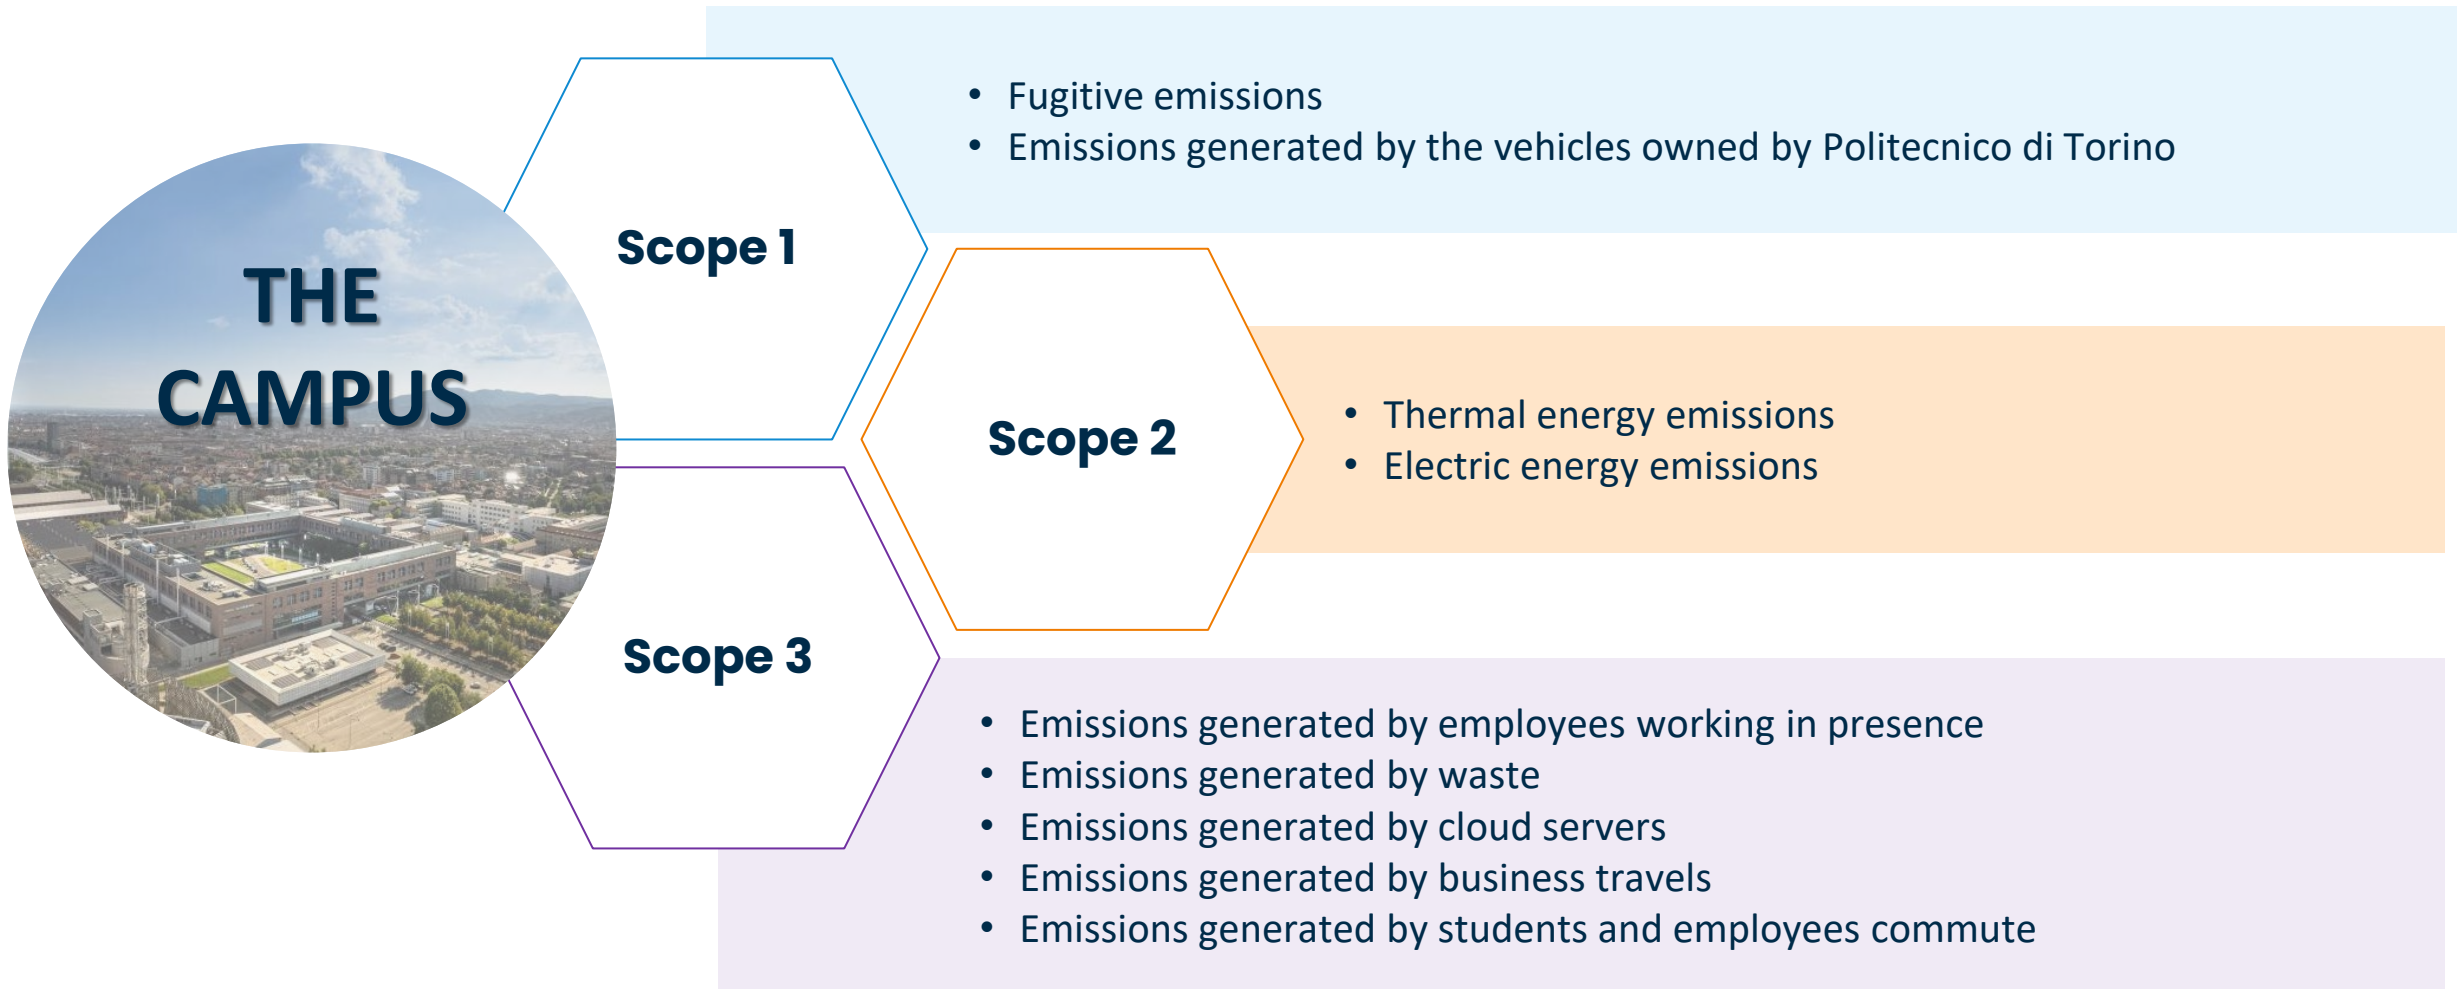 THE
CAMPUS
Scope 1
• Fugitive emissions
• Emissions generated by the vehicles owned by Politecnico di Torino
Scope 2
• Thermal energy emissions
• Electric energy emissions
Scope 3
• Emissions generated by employees working in presence
• Emissions generated by waste
• Emissions generated by cloud servers
• Emissions generated by business travels
• Emissions generated by students and employees commute